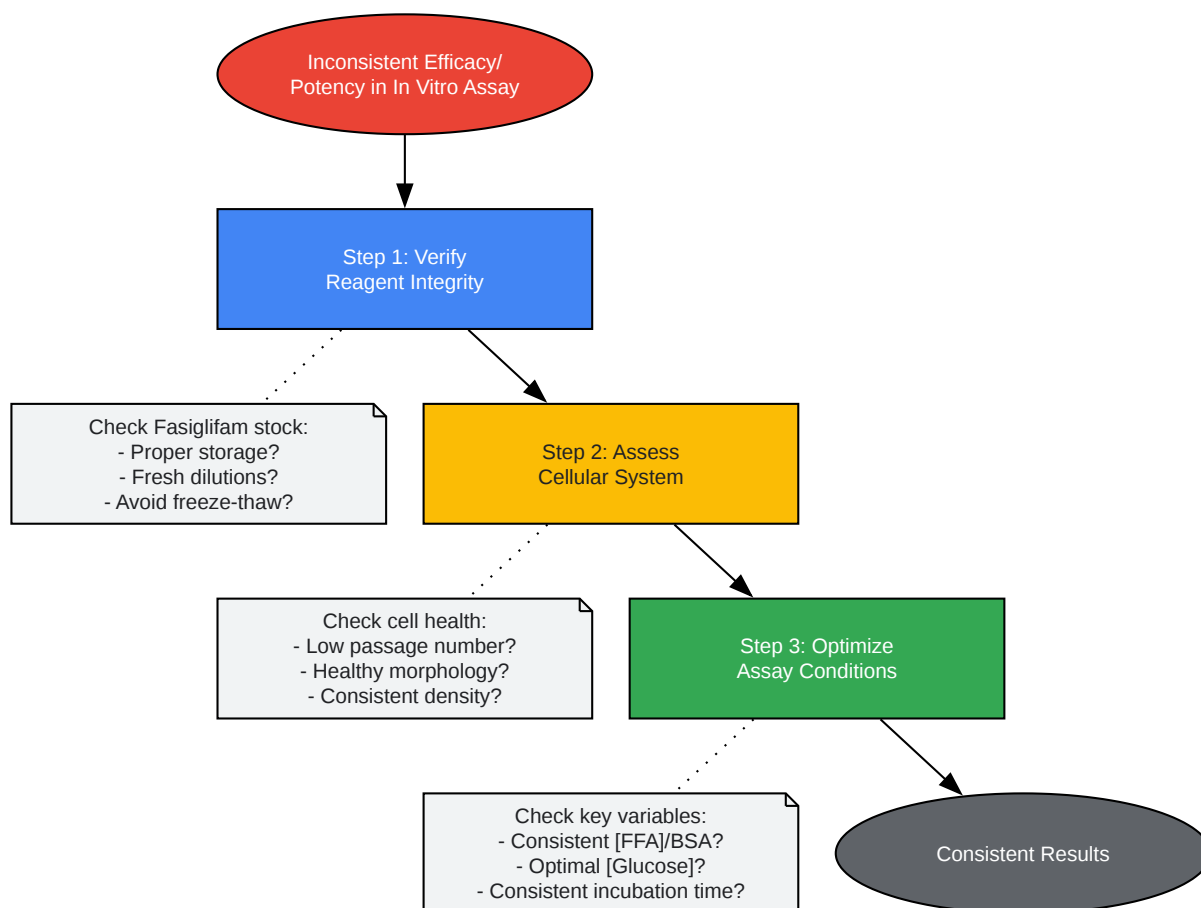 Inconsistent Efficacy/
Potency in In Vitro Assay
Step 1: Verify
Reagent Integrity
Check Fasiglifam stock:
- Proper storage?
- Fresh dilutions?
- Avoid freeze-thaw?
Step 2: Assess
Cellular System
Check cell health:
- Low passage number?
- Healthy morphology?
- Consistent density?
Step 3: Optimize
Assay Conditions
Check key variables:
- Consistent [FFA]/BSA?
- Optimal [Glucose]?
- Consistent incubation time?
Consistent Results